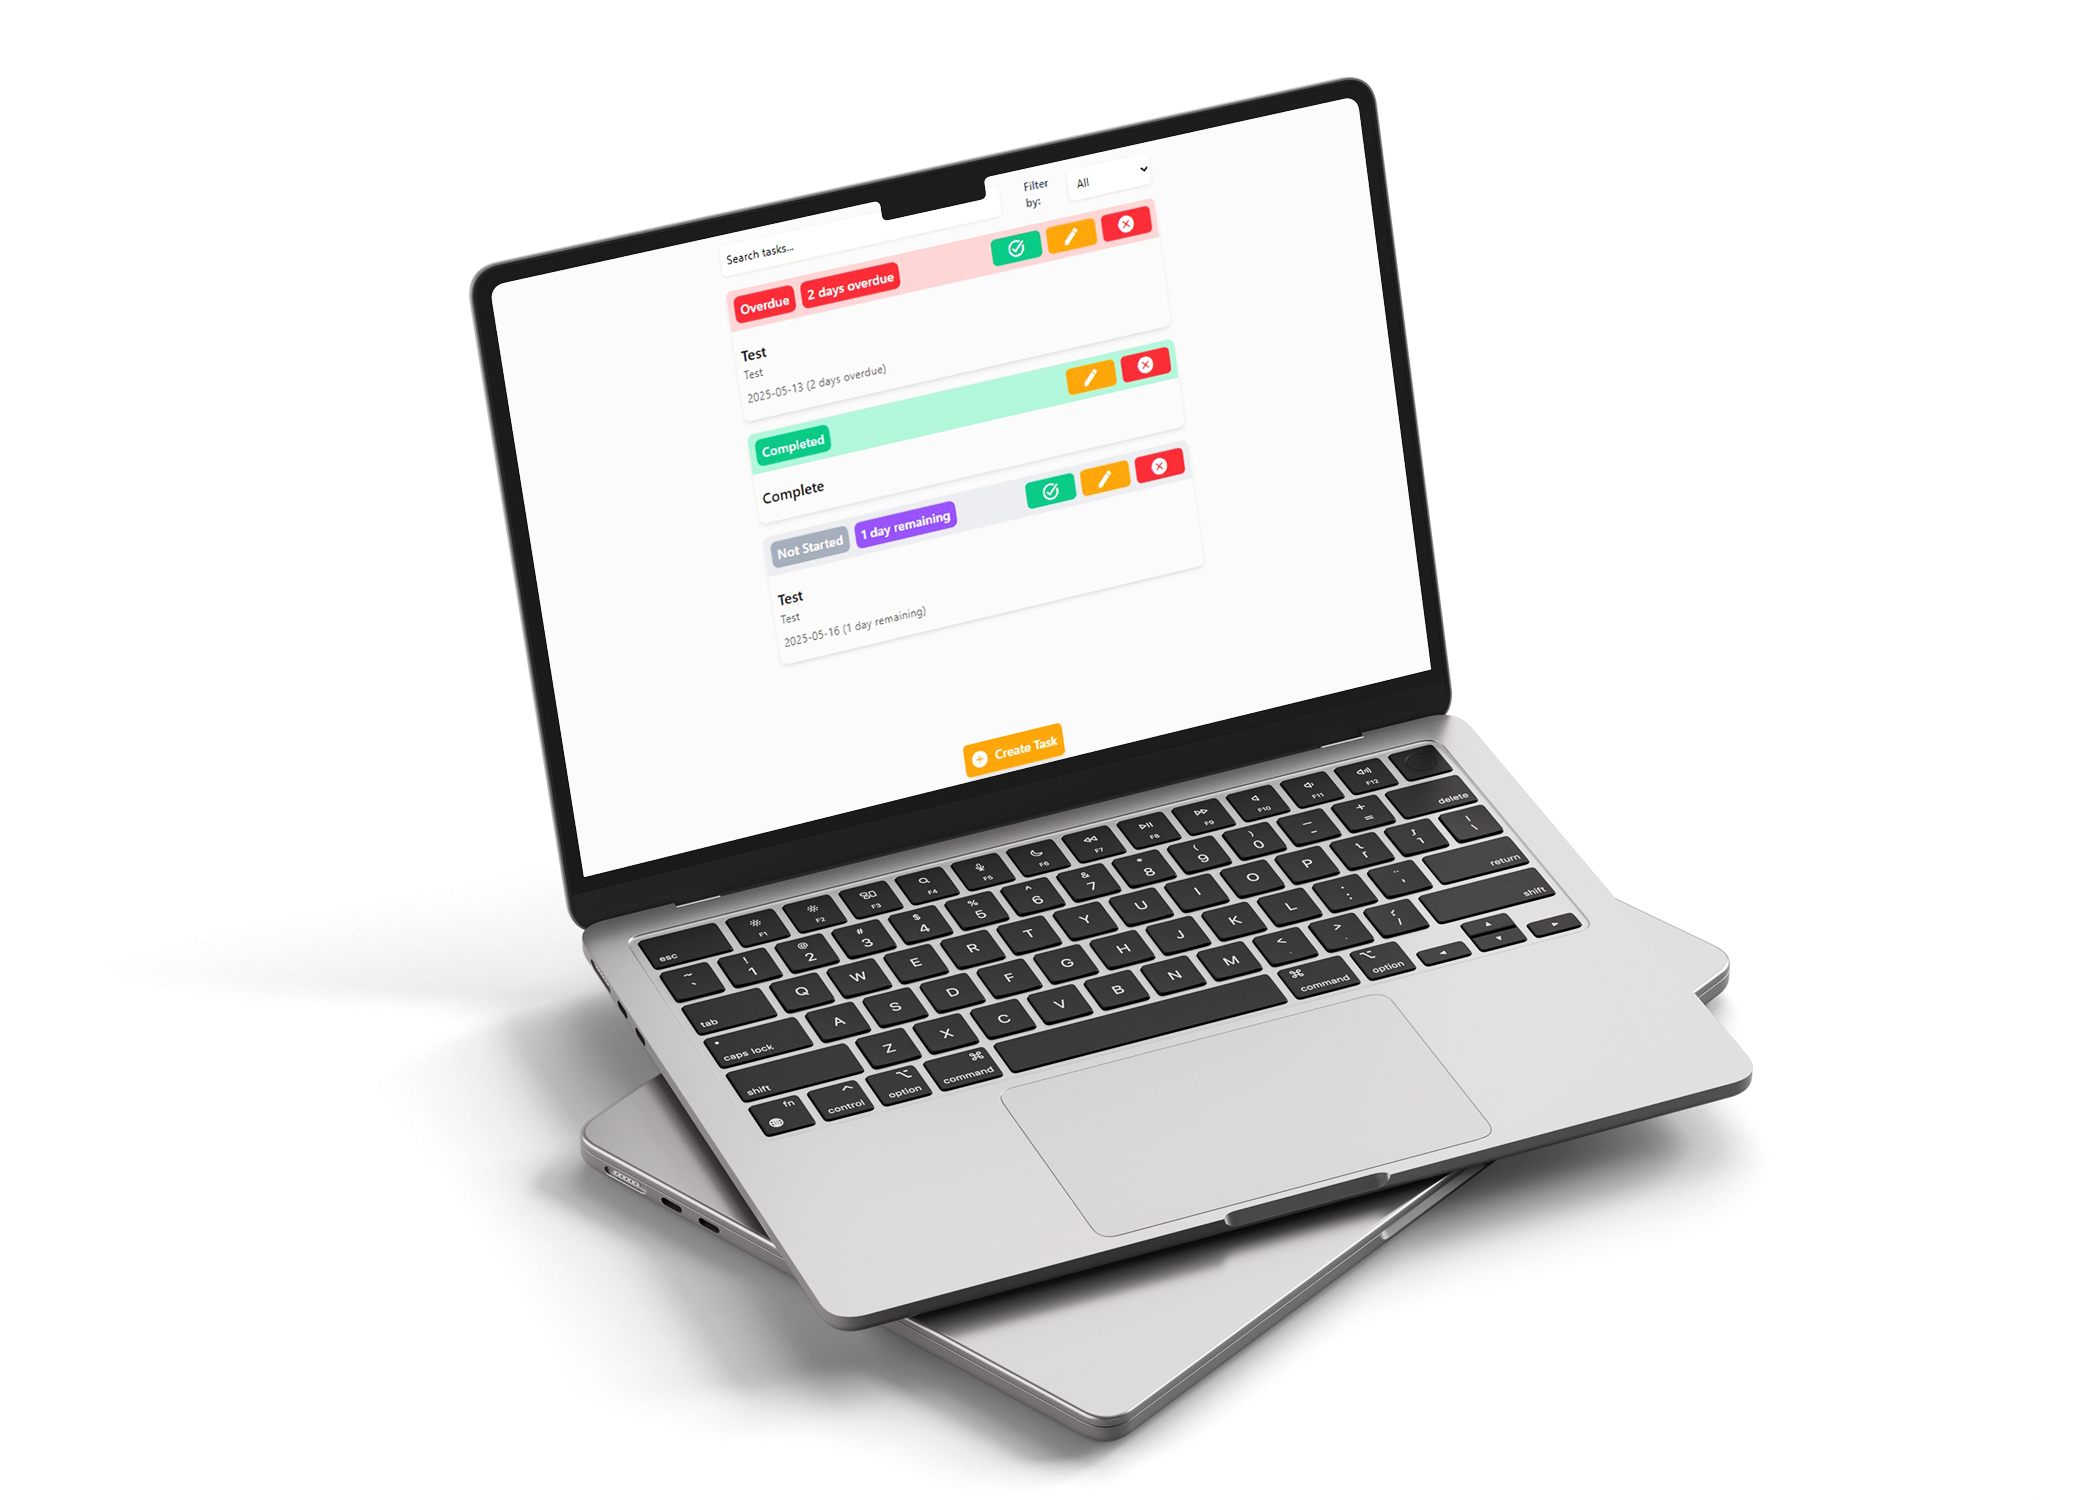 Filter
by:
All
Search tasks...
Overdue
2 days overdue
Test
Test
2025-05-13 (2 days overdue)
Completed
Complete
Not Started
1 day remaining
Test
Test
2025-05-16 (1 day remaining)
Create Task
esc
F1
F2
F3
F4
F5
F6
F7
F8
F9
F10
F11
F12
~ `
! 1
@ 2
# 3
$ 4
% 5
^ 6
& 7
* 8
( 9
) 0
_ -
+ =
delete
tab
Q W E R T Y U I O P
caps lock
A S D F G H J K L
return
shift
Z X C V B N M < >
shift
fn
control
option
command
command
option